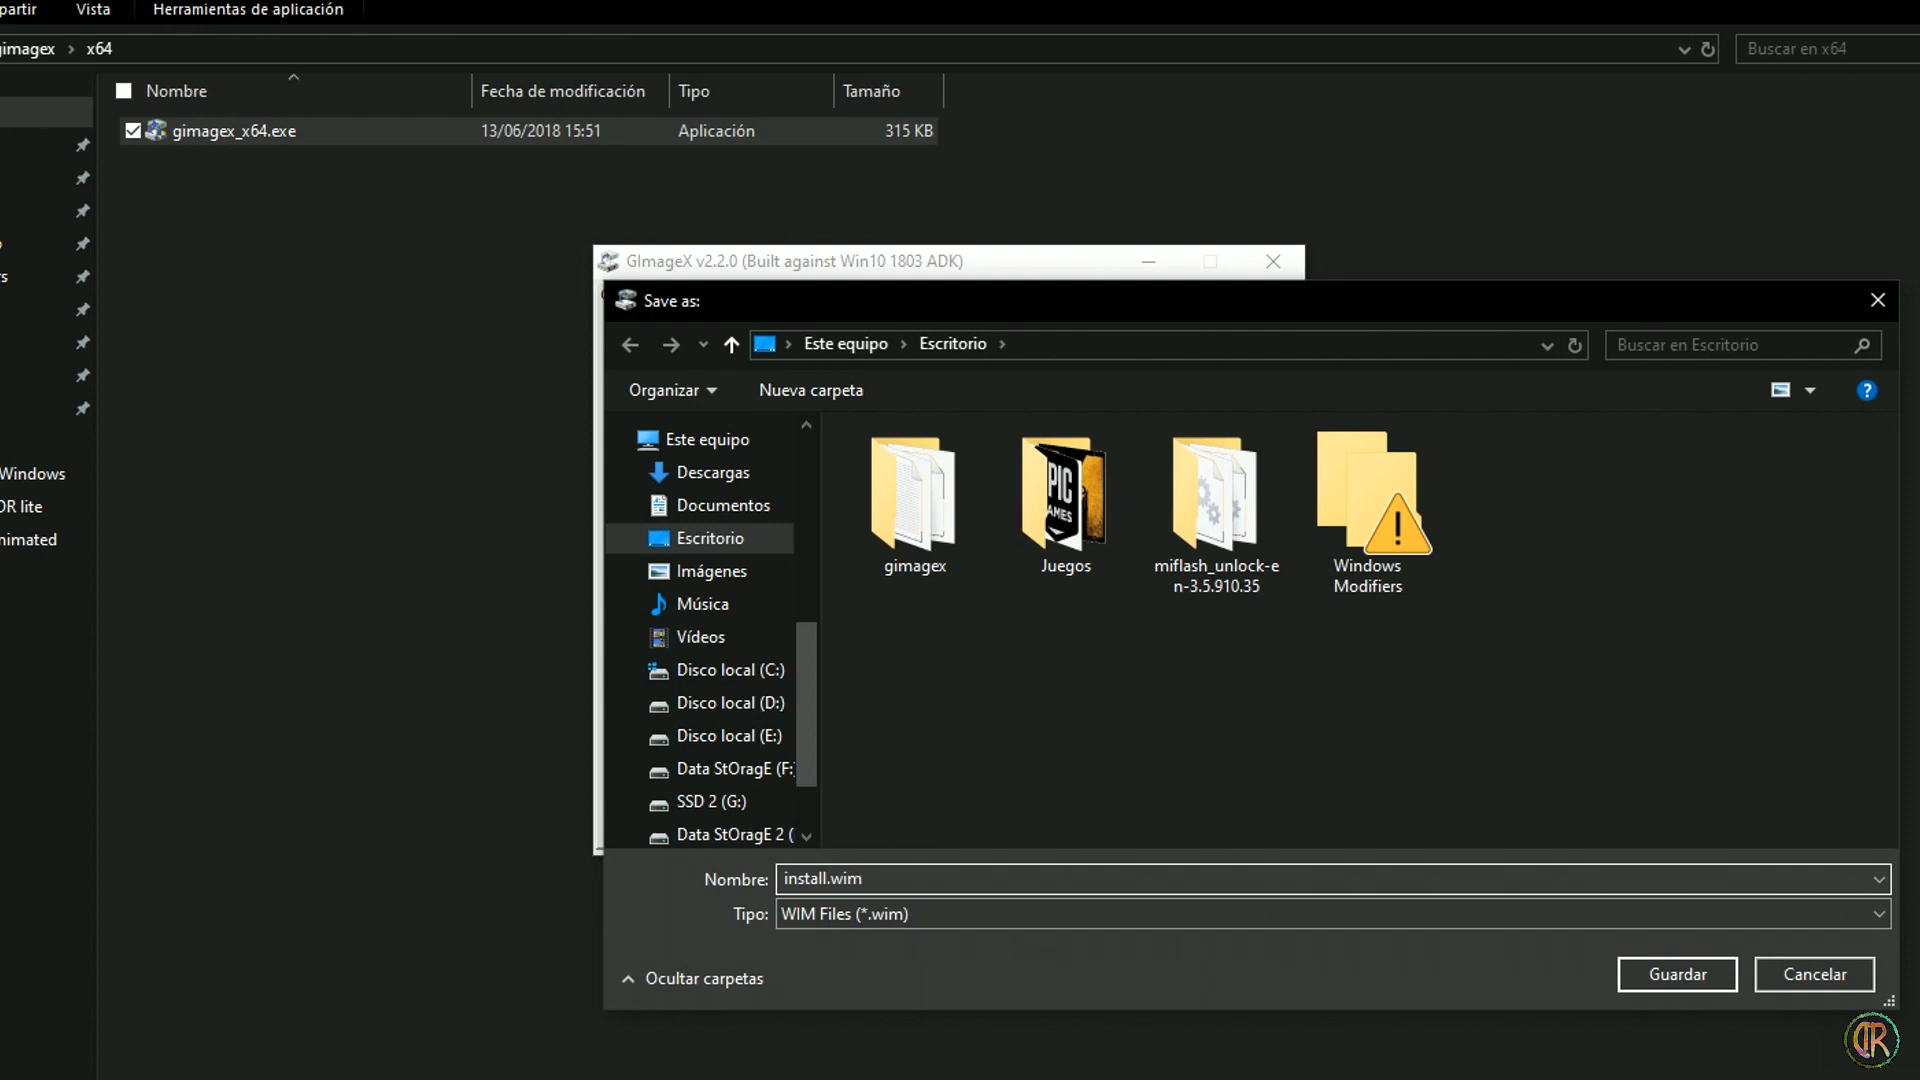 partir Vista Herramientas de aplicación
gimagex > x64
Buscar en x64
Nombre Fecha de modificación Tipo Tamaño
gimagex_x64.exe 13/06/2018 15:51 Aplicación 315 KB
GImageX v2.2.0 (Built against Win10 1803 ADK)
Save as:
Este equipo > Escritorio >
Buscar en Escritorio
Organizar Nueva carpeta
Este equipo
Descargas
Documentos
Escritorio
Imágenes
Música
Vídeos
Disco local (C:)
Disco local (D:)
Disco local (E:)
Data StOragE (F:
SSD 2 (G:)
Data StOragE 2 (
s
Windows
OR lite
nimated
PIC
AMES
gimagex
Juegos
miflash_unlock-e
n-3.5.910.35
Windows
Modifiers
Nombre: install.wim
Tipo: WIM Files (*.wim)
Ocultar carpetas
Guardar
Cancelar